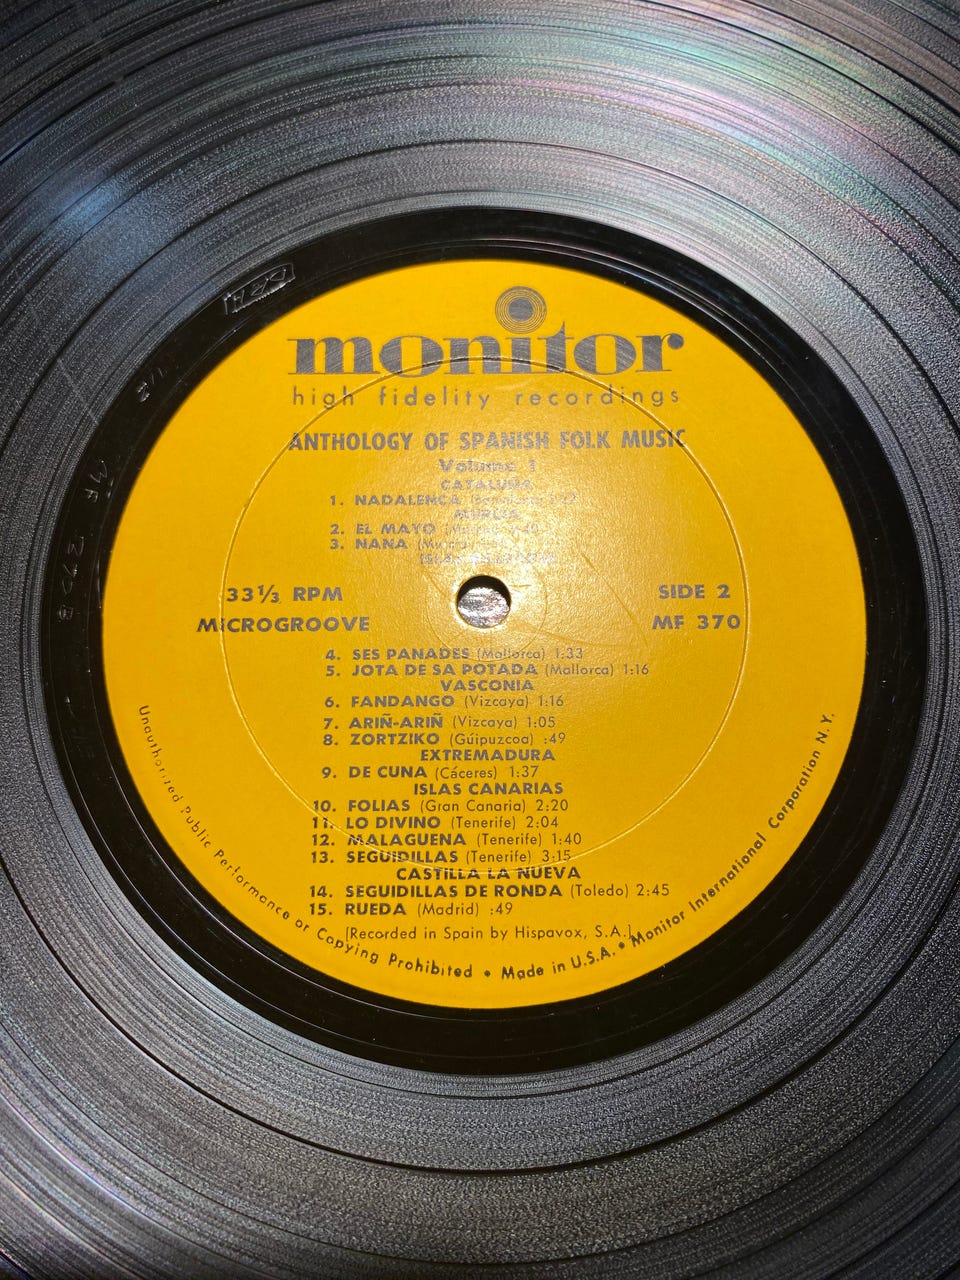 monitor
high fidelity recordings
ANTHOLOGY OF SPANISH FOLK MUSIC
Volume 1
CATALUÑA
1. NADALENCA
MURCIA
2. EL MAYO
3. NANA
33 1/3 RPM
SIDE 2
MICROGROOVE
MF 370
4. SES PANADES (Mallorca) 1:33
5. JOTA DE SA POTADA (Mallorca) 1:16
VASCONIA
6. FANDANGO (Vizcaya) 1:16
7. ARIÑ-ARIÑ (Vizcaya) 1:05
8. ZORTZIKO (Gúipuzcoa) :49
EXTREMADURA
9. DE CUNA (Cáceres) 1:37
ISLAS CANARIAS
10. FOLIAS (Gran Canaria) 2:20
11. LO DIVINO (Tenerife) 2:04
12. MALAGUENA (Tenerife) 1:40
13. SEGUIDILLAS (Tenerife) 3:15
CASTILLA LA NUEVA
14. SEGUIDILLAS DE RONDA (Toledo) 2:45
15. RUEDA (Madrid) :49
[Recorded in Spain by Hispavox, S.A.]
Unauthorized Public Performance or Copying Prohibited • Made in U.S.A. • Monitor International Corporation N.Y.